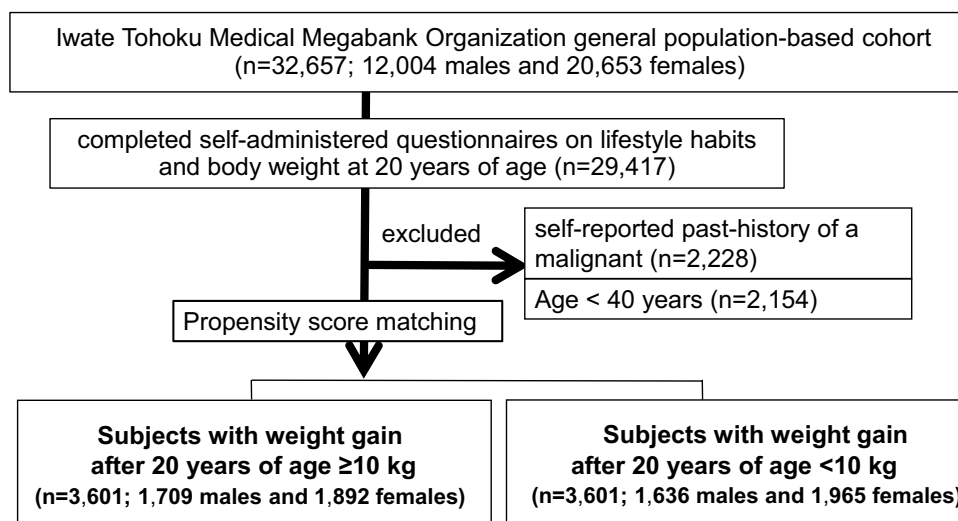 Iwate Tohoku Medical Megabank Organization general population-based cohort
(n=32,657; 12,004 males and 20,653 females)
completed self-administered questionnaires on lifestyle habits
and body weight at 20 years of age (n=29,417)
excluded
self-reported past-history of a
malignant (n=2,228)
Age < 40 years (n=2,154)
Propensity score matching
Subjects with weight gain
after 20 years of age ≥10 kg
(n=3,601; 1,709 males and 1,892 females)
Subjects with weight gain
after 20 years of age <10 kg
(n=3,601; 1,636 males and 1,965 females)